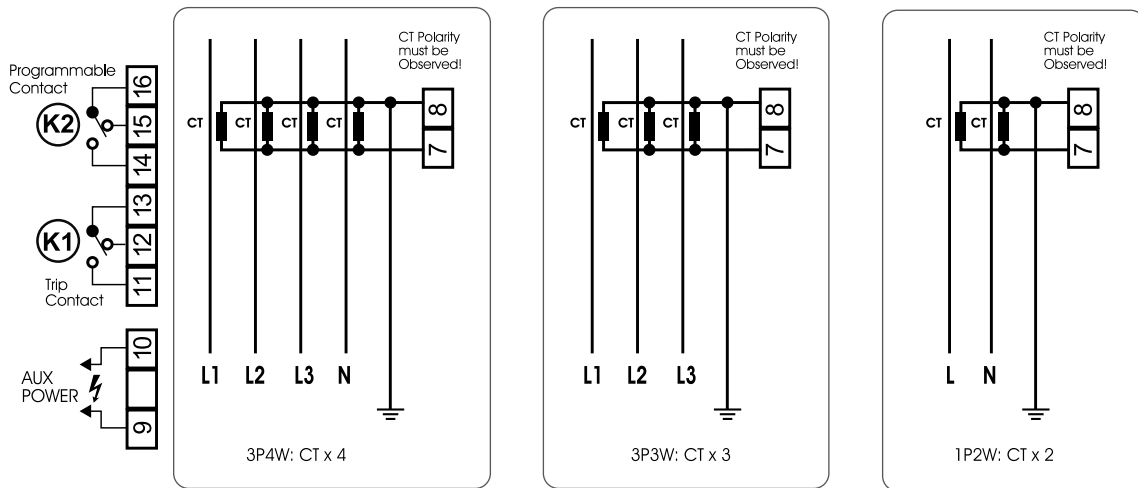 Programmable
Contact
K2
16
15
14
13
K1
12
11
Trip
Contact
10
AUX
POWER
9
CT Polarity
must be
Observed!
CT
CT
CT
CT
8
7
L1
L2
L3
N
3P4W: CT x 4
CT Polarity
must be
Observed!
CT
CT
CT
8
7
L1
L2
L3
3P3W: CT x 3
CT Polarity
must be
Observed!
CT
CT
8
7
L
N
1P2W: CT x 2